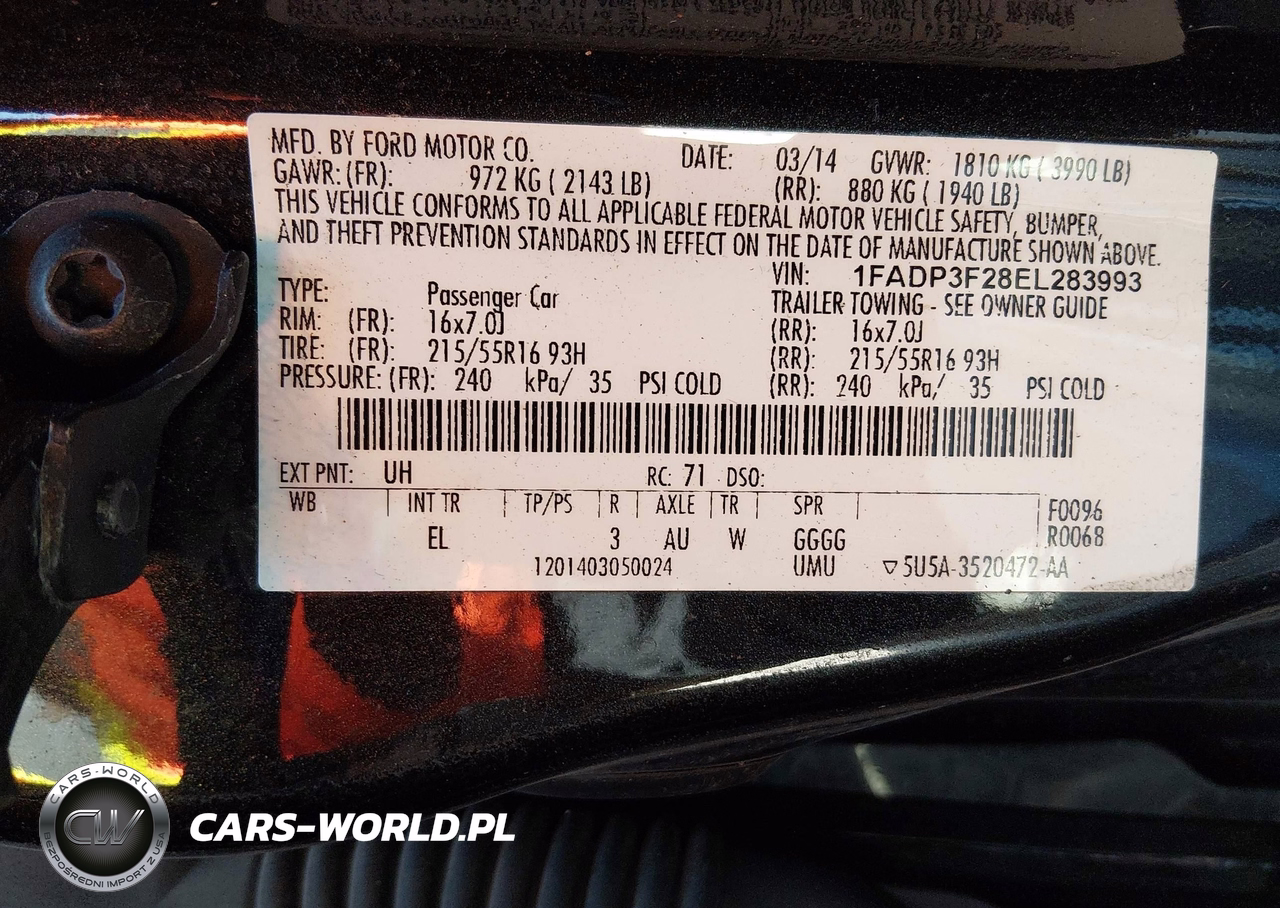 MFD. BY FORD MOTOR CO. DATE: 03/14 GVWR: 1810 KG ( 3990 LB)
GAWR: (FR): 972 KG ( 2143 LB) (RR): 880 KG ( 1940 LB)
THIS VEHICLE CONFORMS TO ALL APPLICABLE FEDERAL MOTOR VEHICLE SAFETY, BUMPER,
AND THEFT PREVENTION STANDARDS IN EFFECT ON THE DATE OF MANUFACTURE SHOWN ABOVE.
VIN: 1FADP3F28EL283993
TYPE: Passenger Car TRAILER TOWING - SEE OWNER GUIDE
RIM: (FR): 16x7.0J (RR): 16x7.0J
TIRE: (FR): 215/55R16 93H (RR): 215/55R16 93H
PRESSURE: (FR): 240 kPa/ 35 PSI COLD (RR): 240 kPa/ 35 PSI COLD
EXT PNT: UH RC: 71 DSO:
WB INT TR TP/PS R AXLE TR SPR F0096
EL 3 AU W GGGG R0068
1201403050024 UMU ▽5U5A-3520472-AA
CARS-WORLD
CW
BEZPOŚREDNI IMPORT Z USA
CARS-WORLD.PL